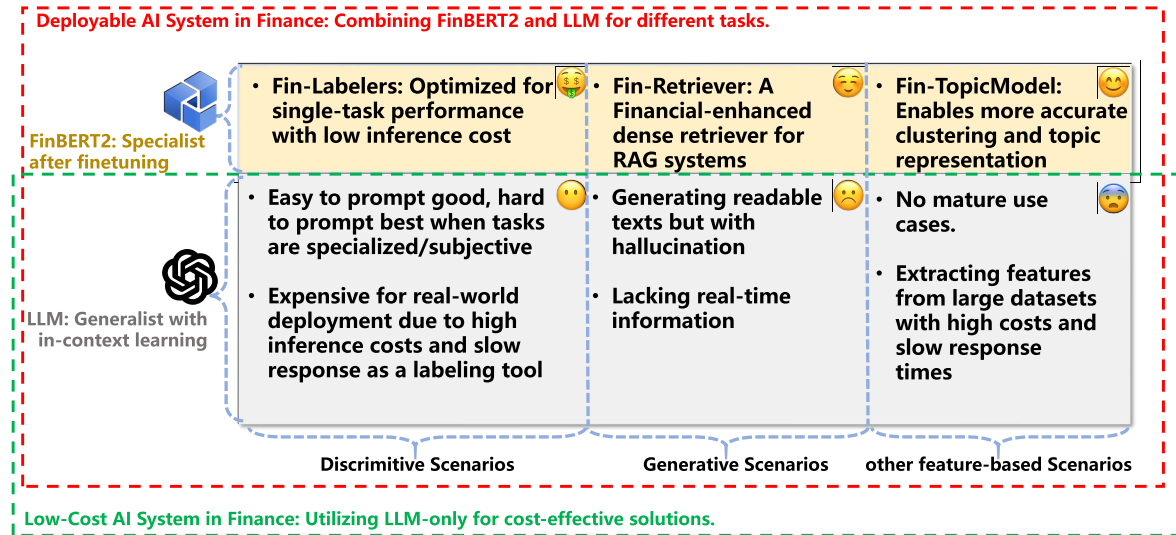 Deployable AI System in Finance: Combining FinBERT2 and LLM for different tasks.
FinBERT2: Specialist
after finetuning
• Fin-Labelers: Optimized for
single-task performance
with low inference cost
• Fin-Retriever: A
Financial-enhanced
dense retriever for
RAG systems
• Fin-TopicModel:
Enables more accurate
clustering and topic
representation
LLM: Generalist with
in-context learning
• Easy to prompt good, hard
to prompt best when tasks
are specialized/subjective
• Expensive for real-world
deployment due to high
inference costs and slow
response as a labeling tool
• Generating readable
texts but with
hallucination
• Lacking real-time
information
• No mature use
cases.
• Extracting features
from large datasets
with high costs and
slow response
times
Discrimitive Scenarios
Generative Scenarios
other feature-based Scenarios
Low-Cost AI System in Finance: Utilizing LLM-only for cost-effective solutions.